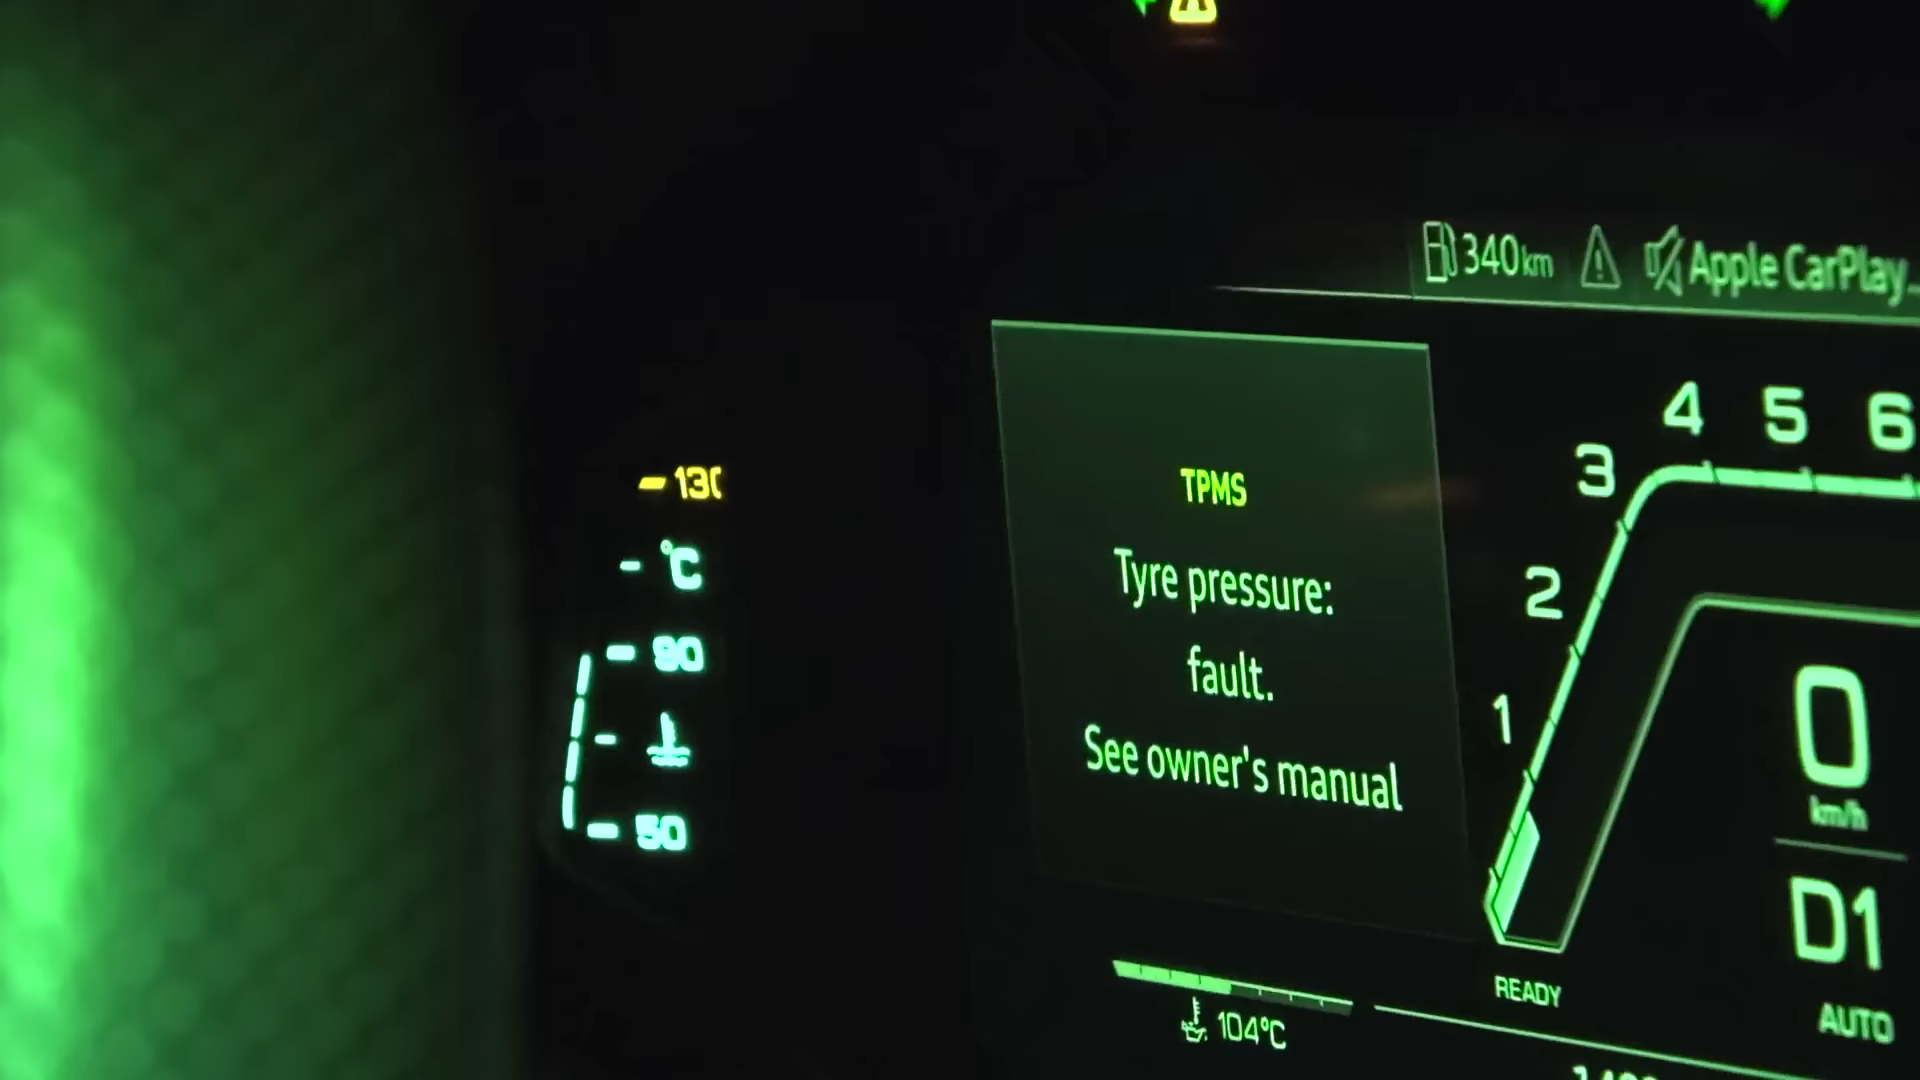 340km Apple CarPlay...
130
°C
90
50
TPMS
Tyre pressure:
fault.
See owner's manual
4 5 6
3
2
1
0
km/h
D1
READY
AUTO
104°C